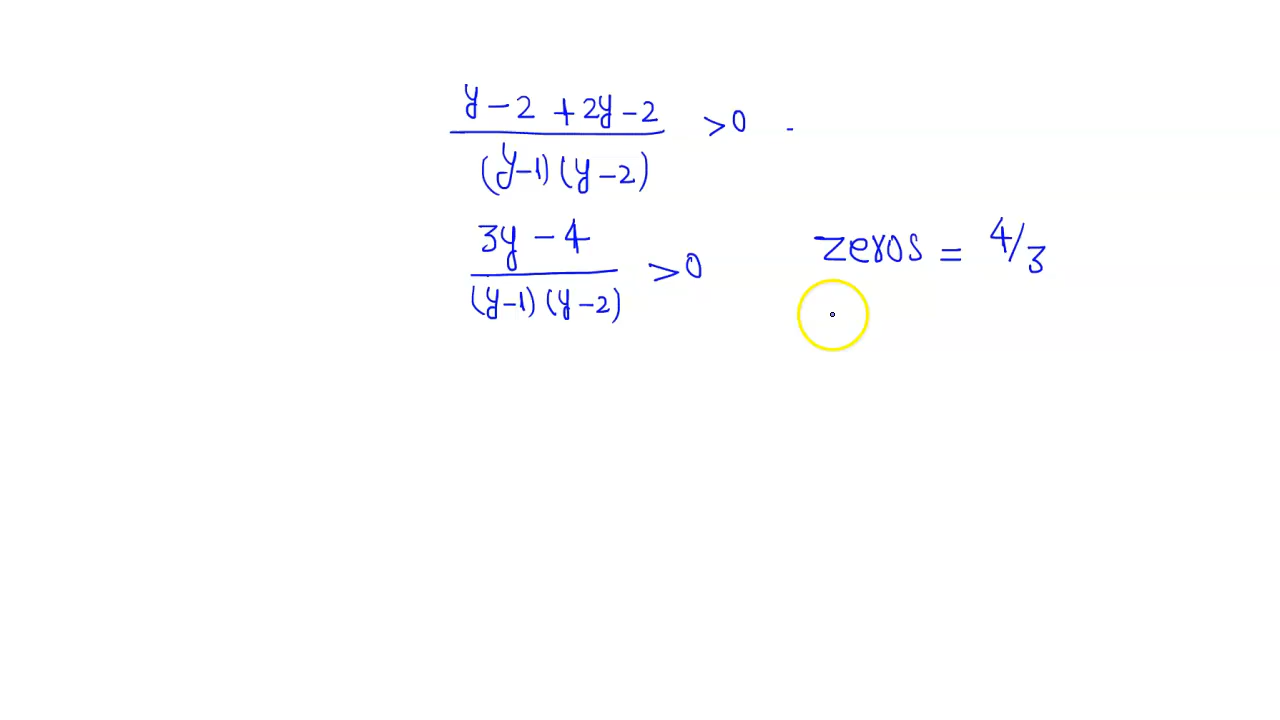 y - 2 + 2y - 2 > 0
(y-1) (y-2)
3y - 4 > 0 zeros = 4/3
(y-1) (y-2)